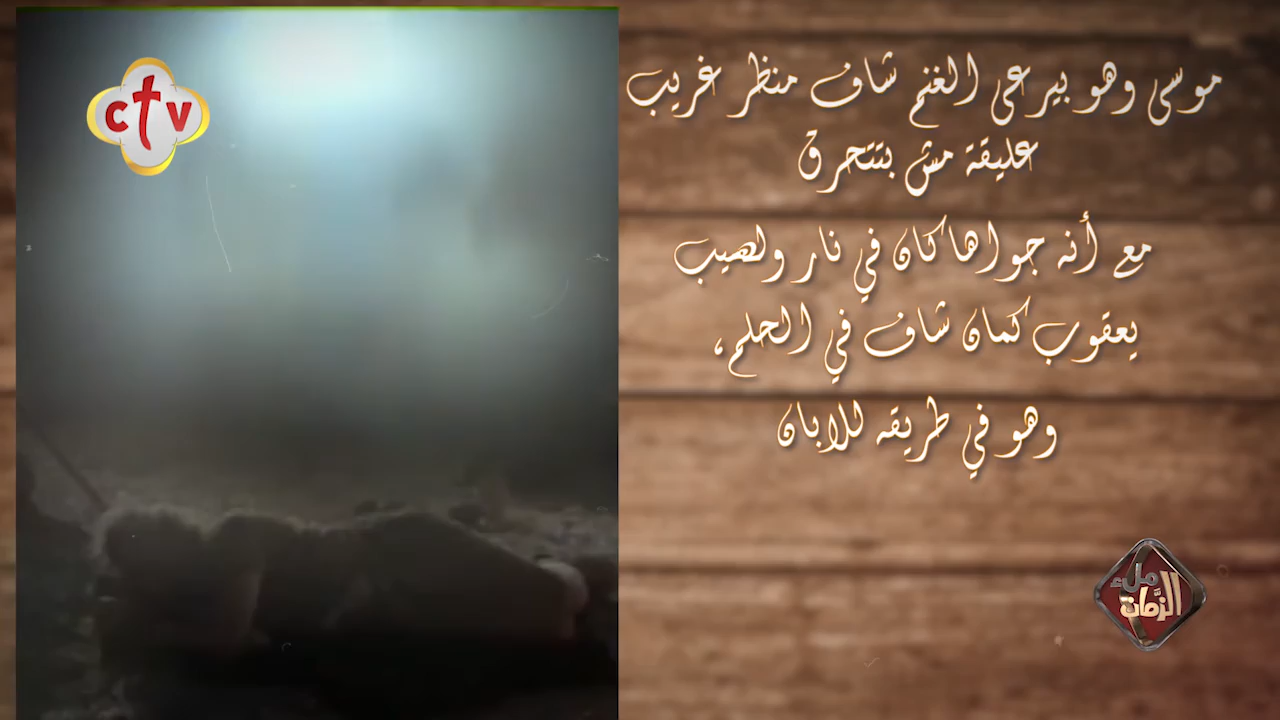 ctv
موسى وهو بيرعى الغنم شاف منظر غريب
عليقة مش بتتحرق
مع أنه جواها كان في نار ولهيب
يعقوب كمان شاف في الحلم،
وهو في طريقه للابان
ملء
الزمان